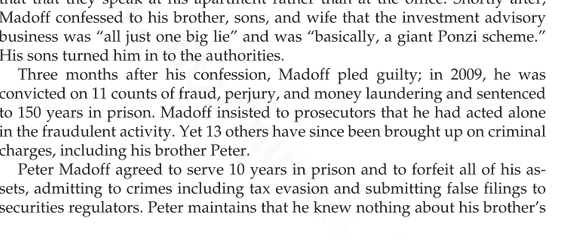 that that they speak at his apartment rather than at the office. Shortly after,
Madoff confessed to his brother, sons, and wife that the investment advisory
business was “all just one big lie” and was “basically, a giant Ponzi scheme.”
His sons turned him in to the authorities.
Three months after his confession, Madoff pled guilty; in 2009, he was
convicted on 11 counts of fraud, perjury, and money laundering and sentenced
to 150 years in prison. Madoff insisted to prosecutors that he had acted alone
in the fraudulent activity. Yet 13 others have since been brought up on criminal
charges, including his brother Peter.
Peter Madoff agreed to serve 10 years in prison and to forfeit all of his as-
sets, admitting to crimes including tax evasion and submitting false filings to
securities regulators. Peter maintains that he knew nothing about his brother’s